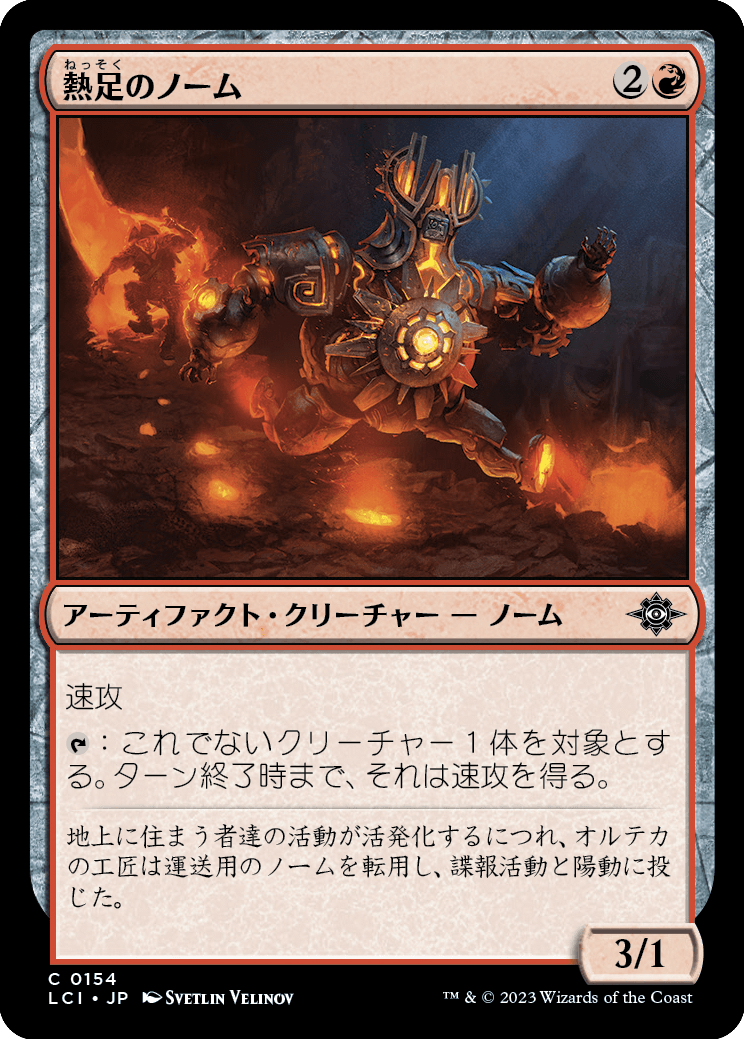 ねっそく
熱足のノーム
2
アーティファクト・クリーチャー — ノーム
速攻
：これでないクリーチャー１体を対象とす
る。ターン終了時まで、それは速攻を得る。
地上に住まう者達の活動が活発化するにつれ、オルテカ
の工匠は運送用のノームを転用し、諜報活動と陽動に投
じた。
3/1
C 0154
LCI • JP Svetlin Velinov
™ & © 2023 Wizards of the Coast